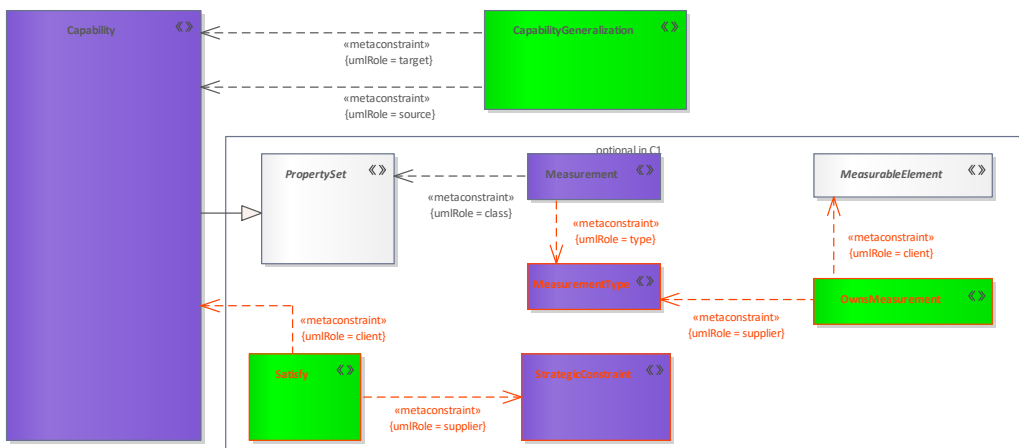 Capability
CapabilityGeneralization
«metaconstraint»
{umlRole = target}
«metaconstraint»
{umlRole = source}
optional in C1
PropertySet
Measurement
MeasurableElement
«metaconstraint»
{umlRole = class}
«metaconstraint»
{umlRole = type}
«metaconstraint»
{umlRole = client}
MeasurementType
OwnsMeasurement
«metaconstraint»
{umlRole = client}
«metaconstraint»
{umlRole = supplier}
Satisfy
StrategicConstraint
«metaconstraint»
{umlRole = supplier}